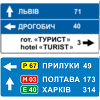 ЛЬВІВ 71
ДРОГОБИЧ 40
гот. "ТУРИСТ"
hotel "TURIST"
P 67 ПРИЛУКИ 49
M 03 ПОЛТАВА 173
E 40 ХАРКІВ 314